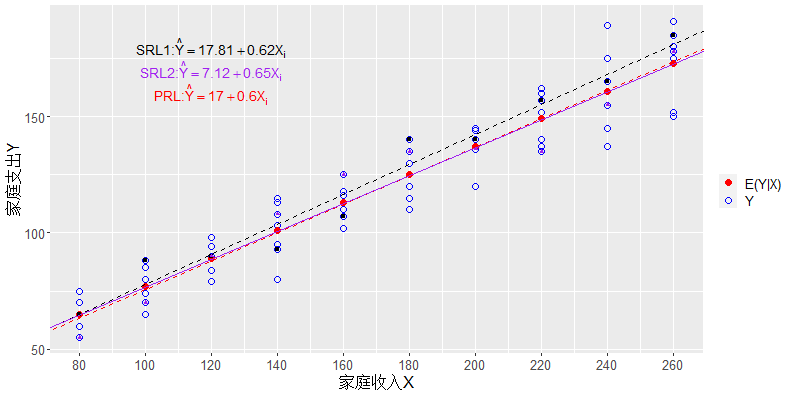 SRL1:Ŷ = 17.81 + 0.62Xᵢ
SRL2:Ŷ = 7.12 + 0.65Xᵢ
PRL:Ŷ = 17 + 0.6Xᵢ
150
100
50
家庭支出Y
80 100 120 140 160 180 200 220 240 260
家庭收入X
E(Y|X)
Y